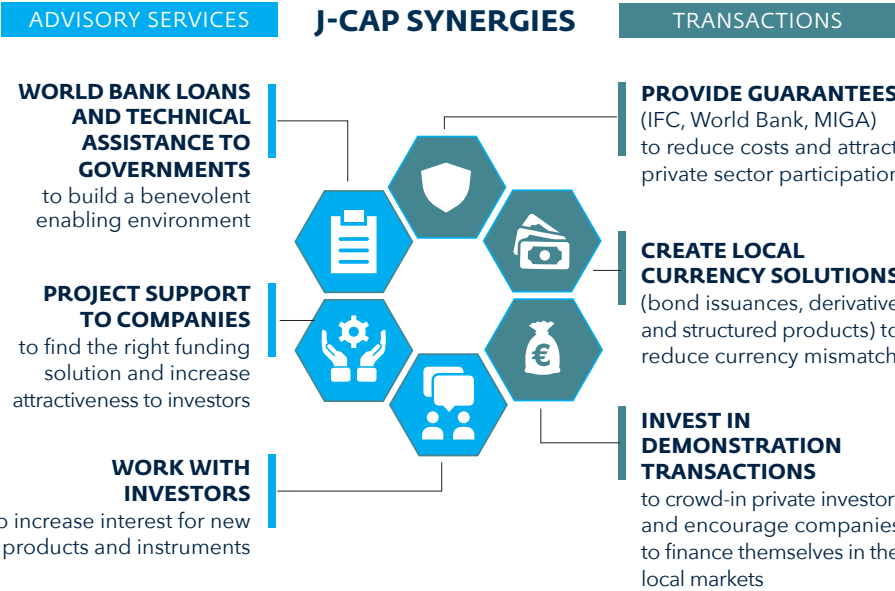 ADVISORY SERVICES
J-CAP SYNERGIES
TRANSACTIONS
WORLD BANK LOANS
AND TECHNICAL
ASSISTANCE TO
GOVERNMENTS
to build a benevolent
enabling environment
PROJECT SUPPORT
TO COMPANIES
to find the right funding
solution and increase
attractiveness to investors
WORK WITH
INVESTORS
o increase interest for new
products and instruments
PROVIDE GUARANTEES
(IFC, World Bank, MIGA)
to reduce costs and attract
private sector participation
CREATE LOCAL
CURRENCY SOLUTIONS
(bond issuances, derivative
and structured products) to
reduce currency mismatch
INVEST IN
DEMONSTRATION
TRANSACTIONS
to crowd-in private investor
and encourage companies
to finance themselves in the
local markets
€